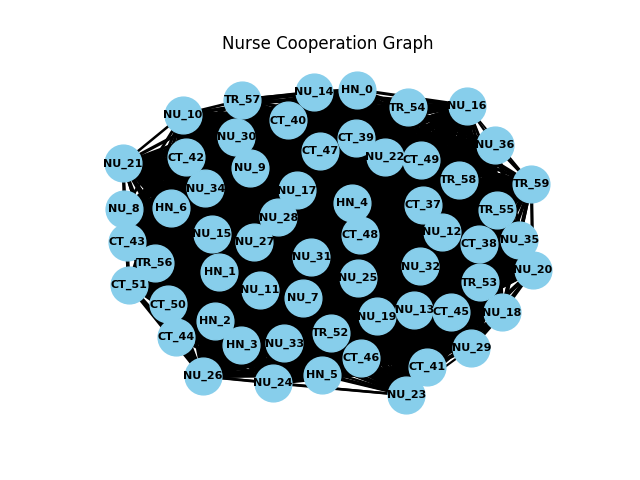 Nurse Cooperation Graph
HN_0
NU_14
TR_57
NU_16
TR_54
NU_10
CT_40
NU_30
CT_39
NU_36
CT_47
NU_22
CT_42
CT_49
NU_21
NU_9
TR_58
TR_59
NU_34
NU_17
HN_4
CT_37
HN_6
NU_8
TR_55
NU_28
NU_12
NU_15
CT_48
NU_35
CT_43
NU_27
CT_38
NU_31
TR_56
NU_32
NU_20
HN_1
NU_25
TR_53
CT_51
NU_11
NU_7
CT_50
NU_13
CT_45
NU_18
NU_19
HN_2
TR_52
CT_44
NU_33
HN_3
NU_29
CT_46
CT_41
HN_5
NU_26
NU_24
NU_23